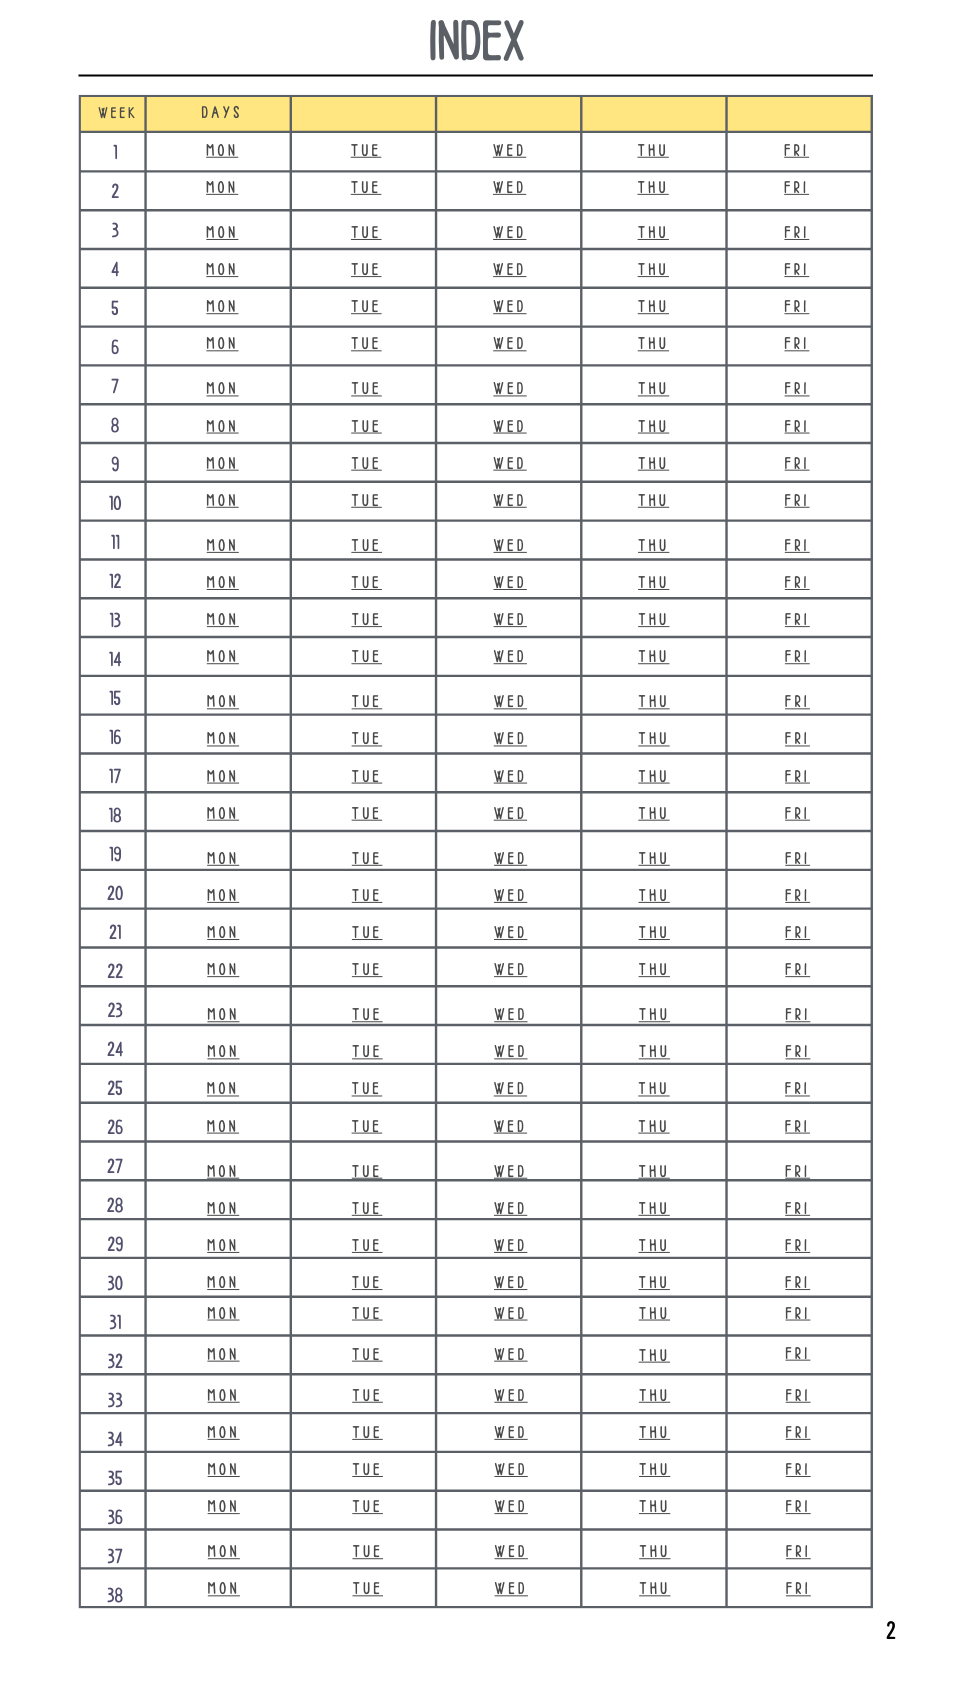 INDEX
WEEK DAYS
1 MON TUE WED THU FRI
2 MON TUE WED THU FRI
3 MON TUE WED THU FRI
4 MON TUE WED THU FRI
5 MON TUE WED THU FRI
6 MON TUE WED THU FRI
7 MON TUE WED THU FRI
8 MON TUE WED THU FRI
9 MON TUE WED THU FRI
10 MON TUE WED THU FRI
11 MON TUE WED THU FRI
12 MON TUE WED THU FRI
13 MON TUE WED THU FRI
14 MON TUE WED THU FRI
15 MON TUE WED THU FRI
16 MON TUE WED THU FRI
17 MON TUE WED THU FRI
18 MON TUE WED THU FRI
19 MON TUE WED THU FRI
20 MON TUE WED THU FRI
21 MON TUE WED THU FRI
22 MON TUE WED THU FRI
23 MON TUE WED THU FRI
24 MON TUE WED THU FRI
25 MON TUE WED THU FRI
26 MON TUE WED THU FRI
27 MON TUE WED THU FRI
28 MON TUE WED THU FRI
29 MON TUE WED THU FRI
30 MON TUE WED THU FRI
31 MON TUE WED THU FRI
32 MON TUE WED THU FRI
33 MON TUE WED THU FRI
34 MON TUE WED THU FRI
35 MON TUE WED THU FRI
36 MON TUE WED THU FRI
37 MON TUE WED THU FRI
38 MON TUE WED THU FRI
2